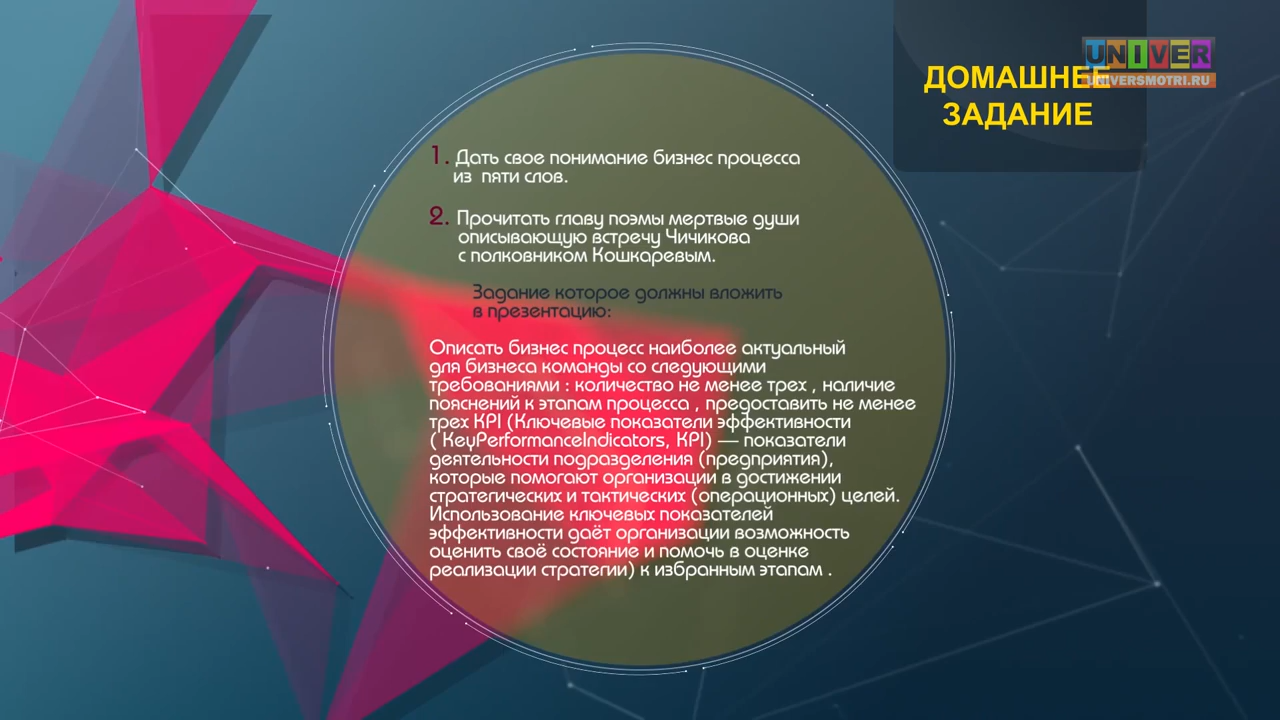 UNIVER
UNIVERSMOTRI.RU
ДОМАШНЕЕ
ЗАДАНИЕ
1. Дать свое понимание бизнес процесса
из пяти слов.
2. Прочитать главу поэмы мертвые души
описывающую встречу Чичикова
с полковником Кошкаревым.
Задание которое должны вложить
в презентацию:
Описать бизнес процесс наиболее актуальный
для бизнеса команды со следующими
требованиями : количество не менее трех , наличие
пояснений к этапам процесса , предоставить не менее
трех KPI (Ключевые показатели эффективности
( KeyPerformanceIndicators, KPI) — показатели
деятельности подразделения (предприятия),
которые помогают организации в достижении
стратегических и тактических (операционных) целей.
Использование ключевых показателей
эффективности даёт организации возможность
оценить своё состояние и помочь в оценке
реализации стратегии) к избранным этапам .